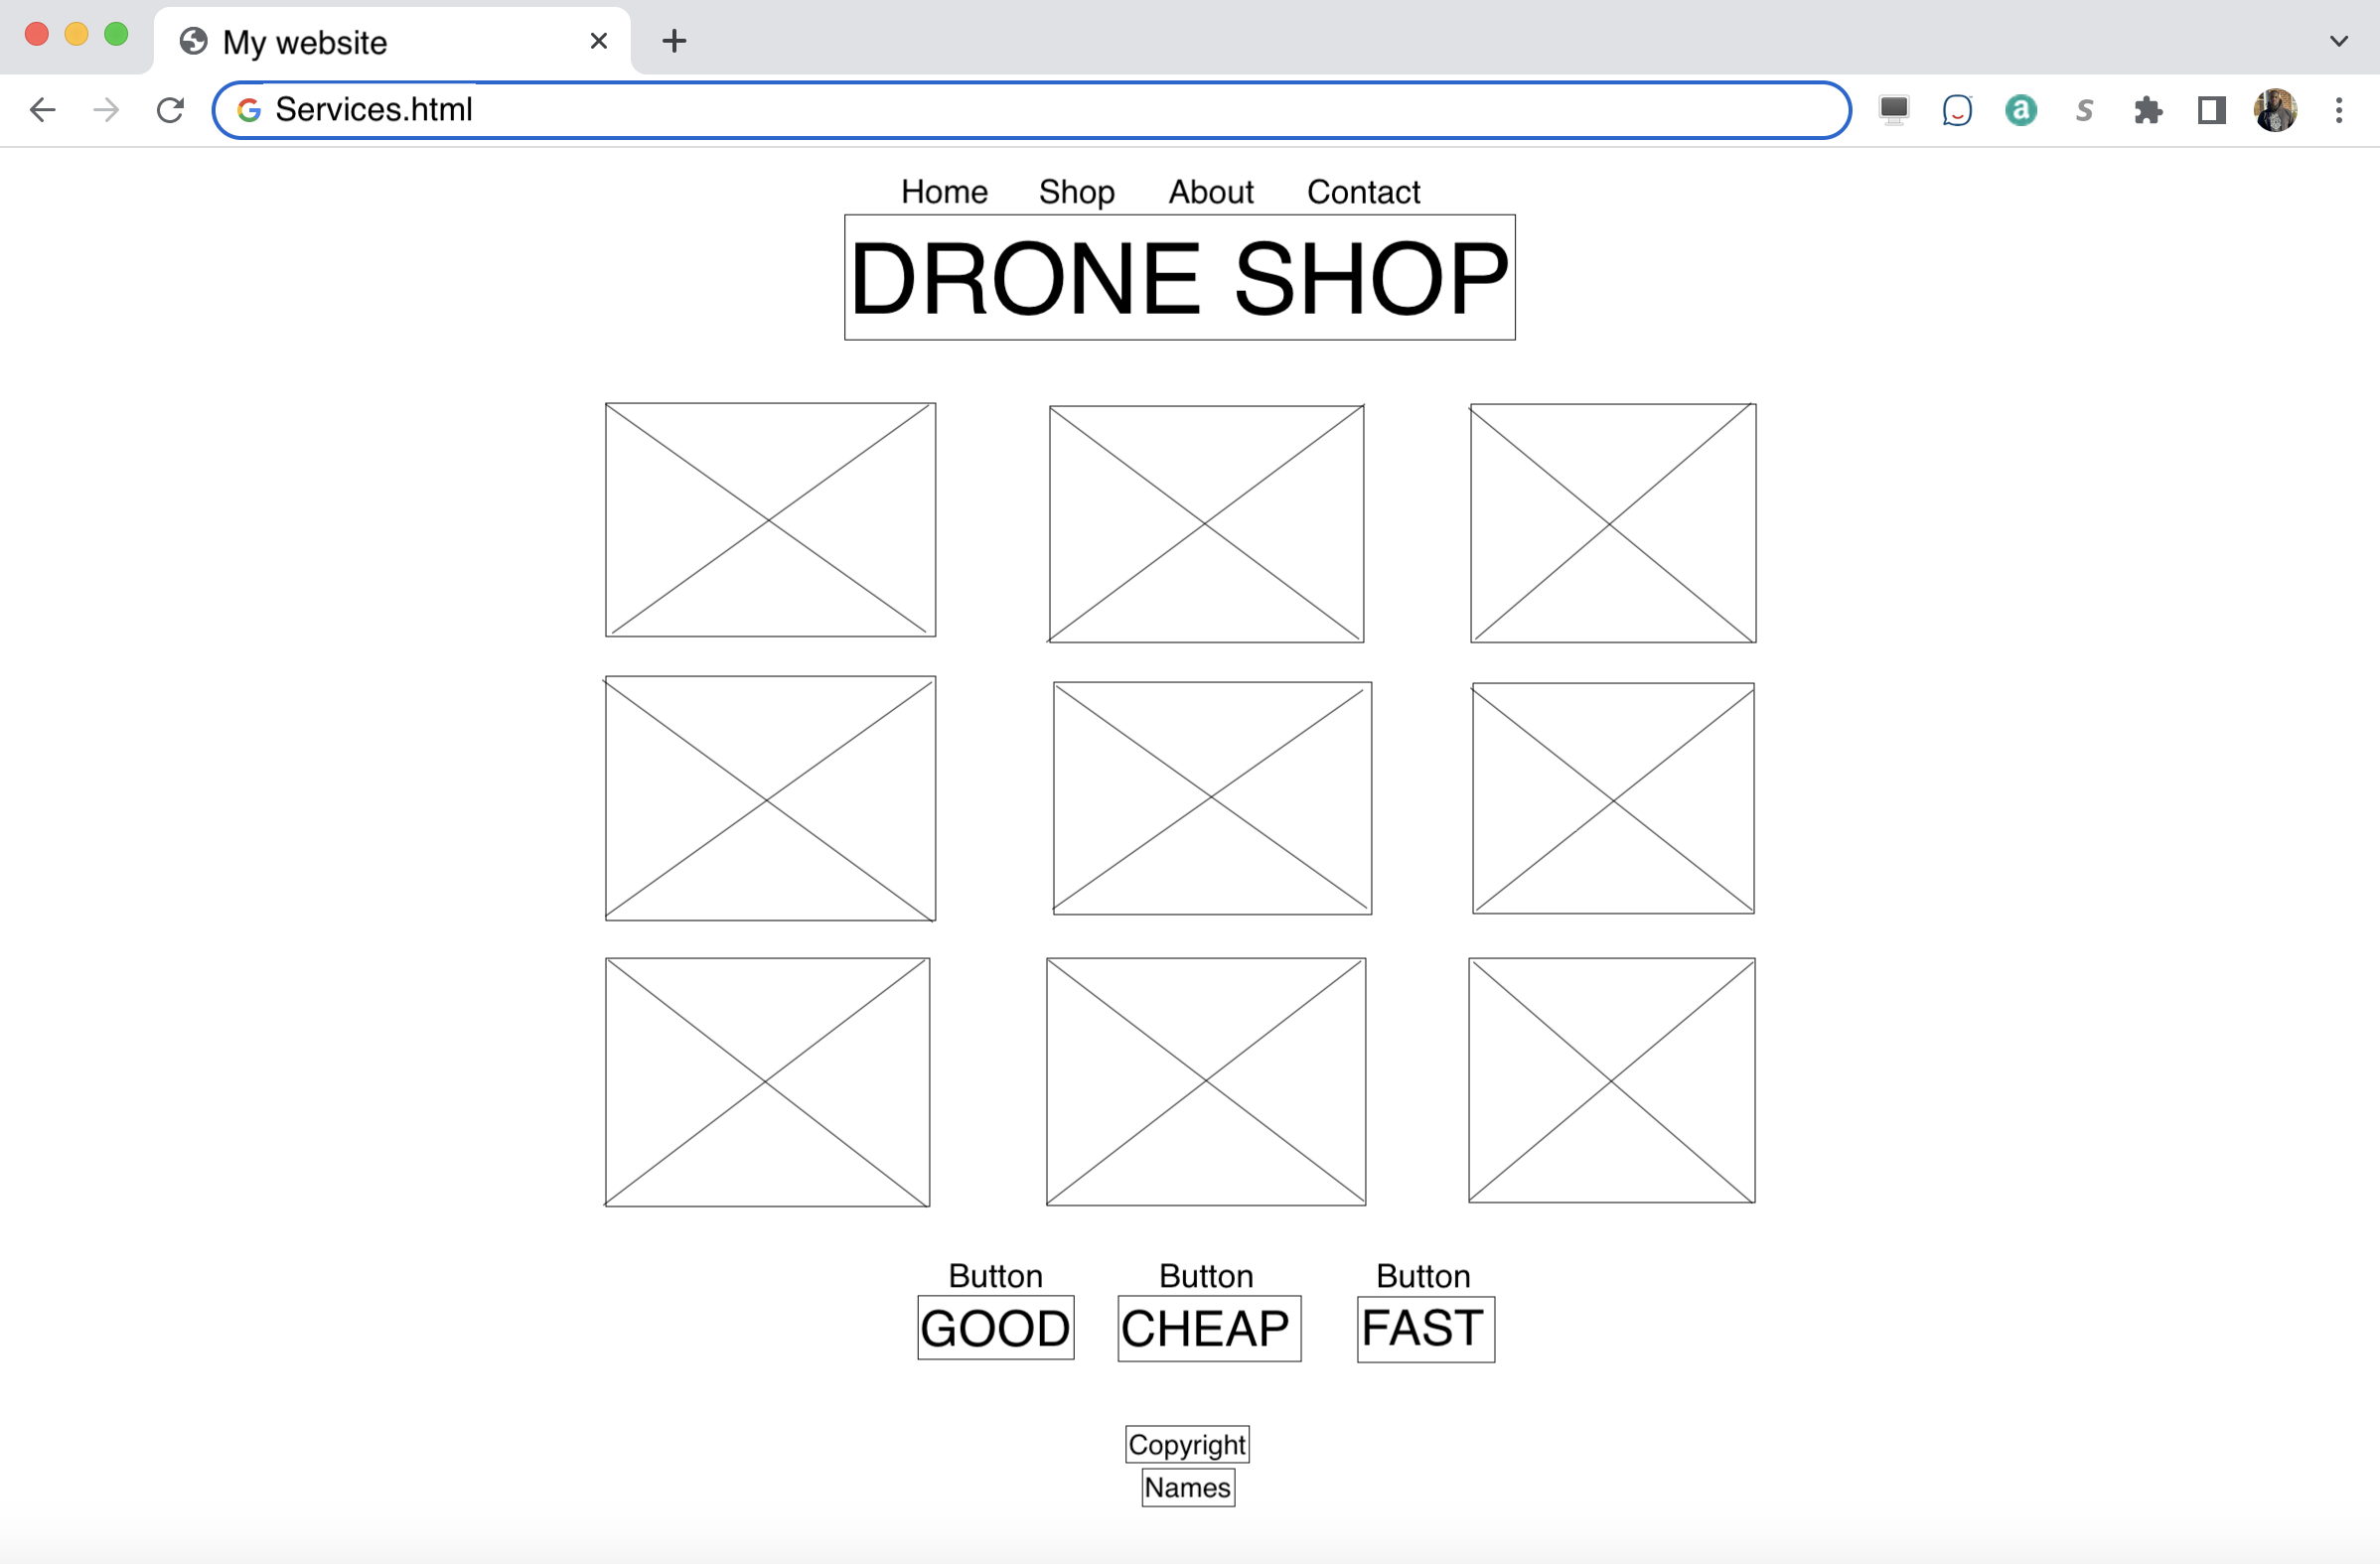 My website
Services.html
Home Shop About Contact
DRONE SHOP
Button Button Button
GOOD CHEAP FAST
Copyright
Names